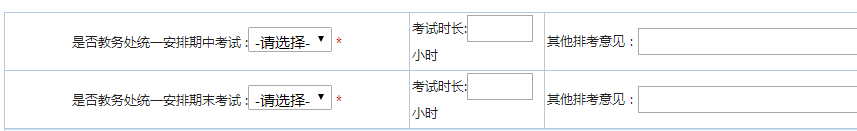 是否教务处统一安排期中考试：-请选择- * 考试时长: 其他排考意见：
小时
是否教务处统一安排期末考试：-请选择- * 考试时长: 其他排考意见：
小时